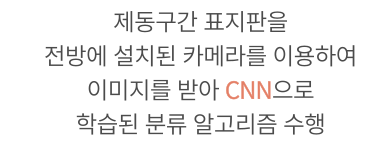 제동구간 표지판을
전방에 설치된 카메라를 이용하여
이미지를 받아 CNN으로
학습된 분류 알고리즘 수행